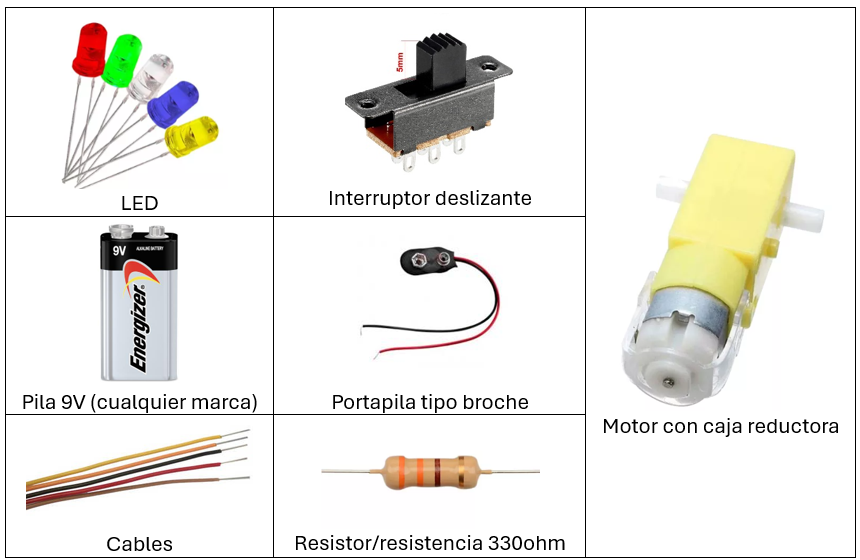 LED
5mm
Interruptor deslizante
9V
ALKALINE BATTERY
Energizer
Pila 9V (cualquier marca)
Portapila tipo broche
Motor con caja reductora
Cables
Resistor/resistencia 330ohm